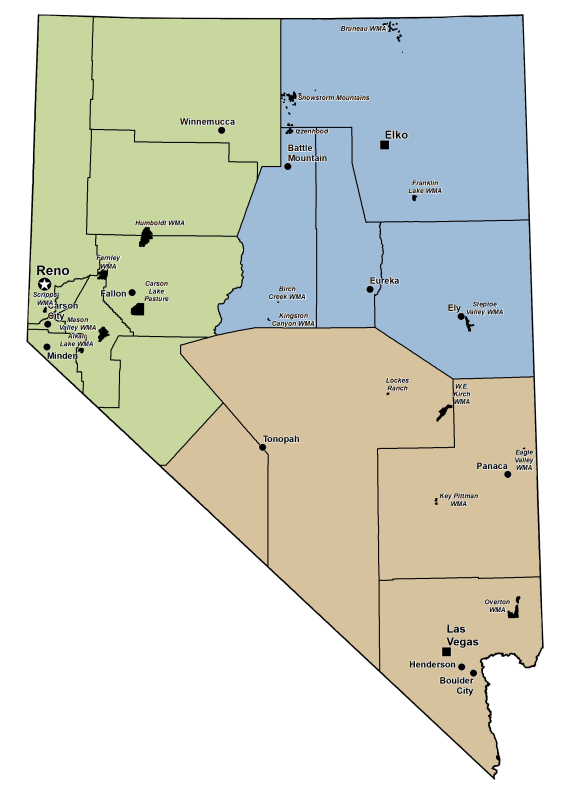 Bruneau WMA
Snowstorm Mountains
Winnemucca
Izzenhood
Elko
Battle
Mountain
Franklin
Lake WMA
Humboldt WMA
Fernley
WMA
Reno
Carson
Lake
Pasture
Fallon
Scripps
WMA
Carson
City
Mason
Valley WMA
Alkali
Lake WMA
Minden
Birch
Creek WMA
Kingston
Canyon WMA
Eureka
Ely
Steptoe
Valley WMA
Lockes
Ranch
W.E.
Kirch
WMA
Tonopah
Eagle
Valley
WMA
Panaca
Key Pittman
WMA
Overton
WMA
Las
Vegas
Henderson
Boulder
City